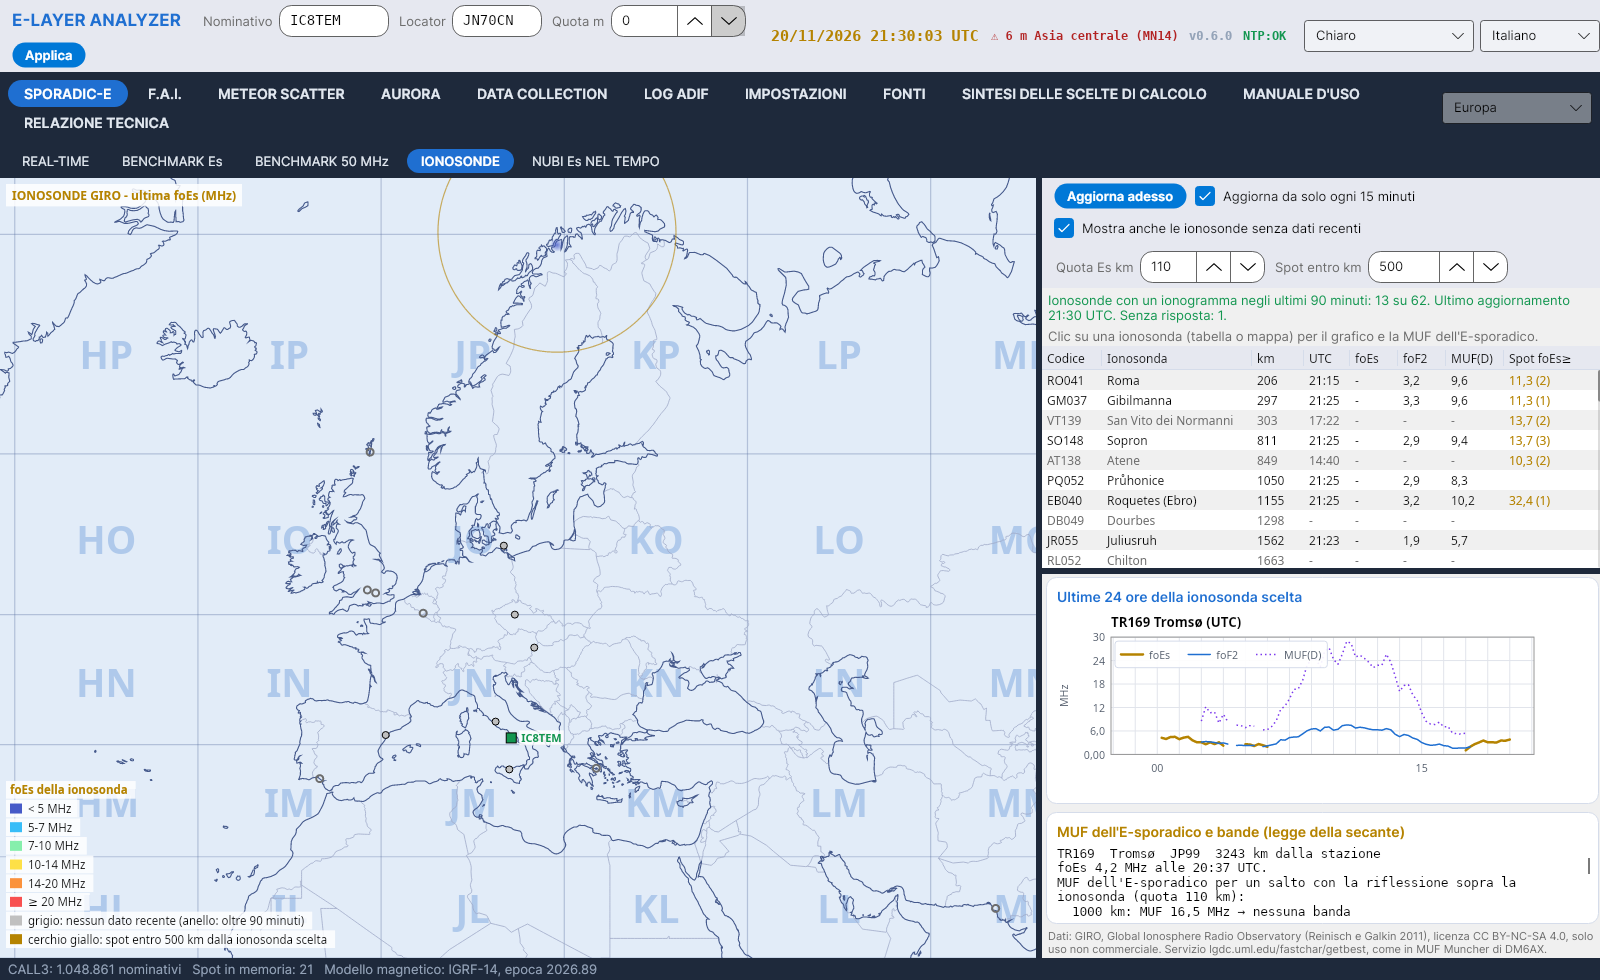 E-LAYER ANALYZER
Nominativo IC8TEM Locator JN70CN Quota m 0
Applica
20/11/2026 21:30:03 UTC ⚠ 6 m Asia centrale (MN14) v0.6.0 NTP:OK
Chiaro Italiano
SPORADIC-E F.A.I. METEOR SCATTER AURORA DATA COLLECTION LOG ADIF IMPOSTAZIONI FONTI SINTESI DELLE SCELTE DI CALCOLO MANUALE D'USO
RELAZIONE TECNICA
Europa
REAL-TIME BENCHMARK Es BENCHMARK 50 MHz IONOSONDE NUBI Es NEL TEMPO
IONOSONDE GIRO - ultima foEs (MHz)
HP IP JP KP LP
HO IO JO KO LO
HN IN JN KN LN
IC8TEM
HM IM JM KM LM
HL IL JL KL LL
foEs della ionosonda
< 5 MHz
5-7 MHz
7-10 MHz
10-14 MHz
14-20 MHz
≥ 20 MHz
grigio: nessun dato recente (anello: oltre 90 minuti)
cerchio giallo: spot entro 500 km dalla ionosonda scelta
Aggiorna adesso Aggiorna da solo ogni 15 minuti
Mostra anche le ionosonde senza dati recenti
Quota Es km 110 Spot entro km 500
Ionosonde con un ionogramma negli ultimi 90 minuti: 13 su 62. Ultimo aggiornamento
21:30 UTC. Senza risposta: 1.
Clic su una ionosonda (tabella o mappa) per il grafico e la MUF dell'E-sporadico.
Codice Ionosonda km UTC foEs foF2 MUF(D) Spot foEs≥
RO041 Roma 206 21:15 - 3,2 9,6 11,3 (2)
GM037 Gibilmanna 297 21:25 - 3,3 9,6 11,3 (1)
VT139 San Vito dei Normanni 303 17:22 - - - 13,7 (2)
SO148 Sopron 811 21:25 - 2,9 9,4 13,7 (3)
AT138 Atene 849 14:40 - - - 10,3 (2)
PQ052 Průhonice 1050 21:25 - 2,9 8,3
EB040 Roquetes (Ebro) 1155 21:25 - 3,2 10,2 32,4 (1)
DB049 Dourbes 1298 - - - -
JR055 Juliusruh 1562 21:23 - 1,9 5,7
RL052 Chilton 1663 - - - -
Ultime 24 ore della ionosonda scelta
TR169 Tromsø (UTC)
foEs foF2 MUF(D)
MHz
30
24
18
12
6,0
0,00
00 15
MUF dell'E-sporadico e bande (legge della secante)
TR169 Tromsø JP99 3243 km dalla stazione
foEs 4,2 MHz alle 20:37 UTC.
MUF dell'E-sporadico per un salto con la riflessione sopra la
ionosonda (quota 110 km):
1000 km: MUF 16,5 MHz → nessuna banda
Dati: GIRO, Global Ionosphere Radio Observatory (Reinisch e Galkin 2011), licenza CC BY-NC-SA 4.0, solo
uso non commerciale. Servizio lgdc.uml.edu/fastchar/getbest, come in MUF Muncher di DM6AX.
CALL3: 1.048.861 nominativi Spot in memoria: 21 Modello magnetico: IGRF-14, epoca 2026.89